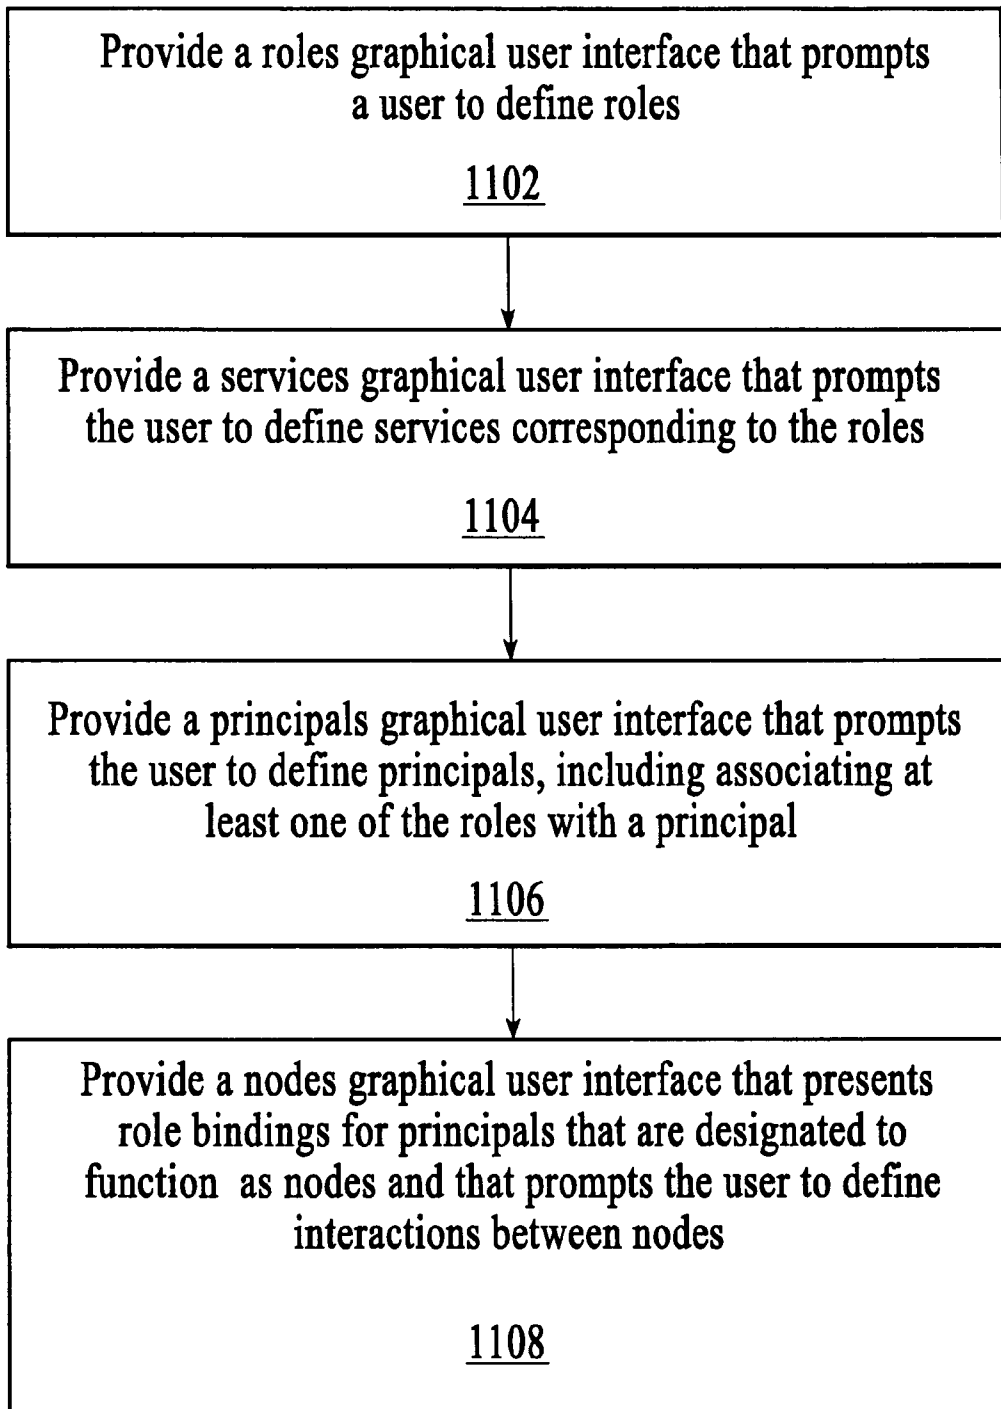 Provide a roles graphical user interface that prompts
a user to define roles
1102
Provide a services graphical user interface that prompts
the user to define services corresponding to the roles
1104
Provide a principals graphical user interface that prompts
the user to define principals, including associating at
least one of the roles with a principal
1106
Provide a nodes graphical user interface that presents
role bindings for principals that are designated to
function as nodes and that prompts the user to define
interactions between nodes
1108